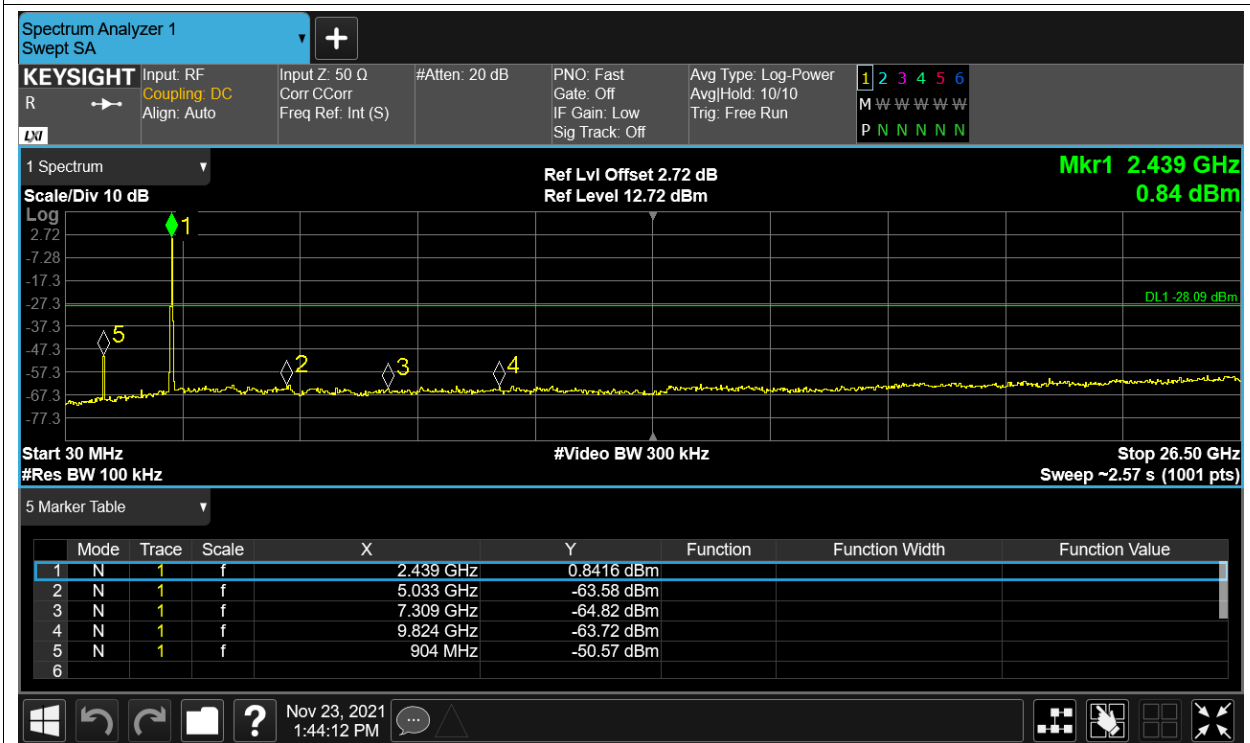 Spectrum Analyzer 1
Swept SA
KEYSIGHT
R
LXI
Input: RF
Coupling: DC
Align: Auto
Input Z: 50 Ω
Corr CCorr
Freq Ref: Int (S)
#Atten: 20 dB
PNO: Fast
Gate: Off
IF Gain: Low
Sig Track: Off
Avg Type: Log-Power
Avg|Hold: 10/10
Trig: Free Run
1 2 3 4 5 6
M W W W W W
P N N N N N
1 Spectrum
Scale/Div 10 dB
Ref Lvl Offset 2.72 dB
Ref Level 12.72 dBm
Mkr1 2.439 GHz
0.84 dBm
Log
2.72
-7.28
-17.3
-27.3
-37.3
-47.3
-57.3
-67.3
-77.3
1
5
2
3
4
DL1 -28.09 dBm
Start 30 MHz
#Video BW 300 kHz
Stop 26.50 GHz
#Res BW 100 kHz
Sweep ~2.57 s (1001 pts)
5 Marker Table
Mode Trace Scale X Y Function Function Width Function Value
1 N 1 f 2.439 GHz 0.8416 dBm
2 N 1 f 5.033 GHz -63.58 dBm
3 N 1 f 7.309 GHz -64.82 dBm
4 N 1 f 9.824 GHz -63.72 dBm
5 N 1 f 904 MHz -50.57 dBm
6
?
Nov 23, 2021
1:44:12 PM